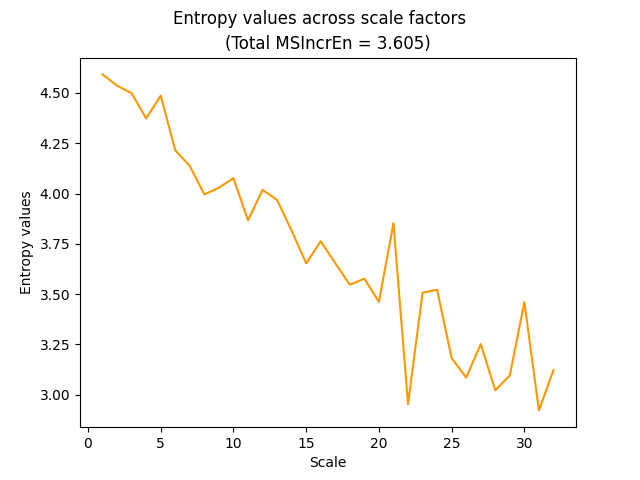 Entropy values across scale factors
(Total MSIncrEn = 3.605)
4.50
4.25
4.00
3.75
3.50
3.25
3.00
Entropy values
0 5 10 15 20 25 30
Scale